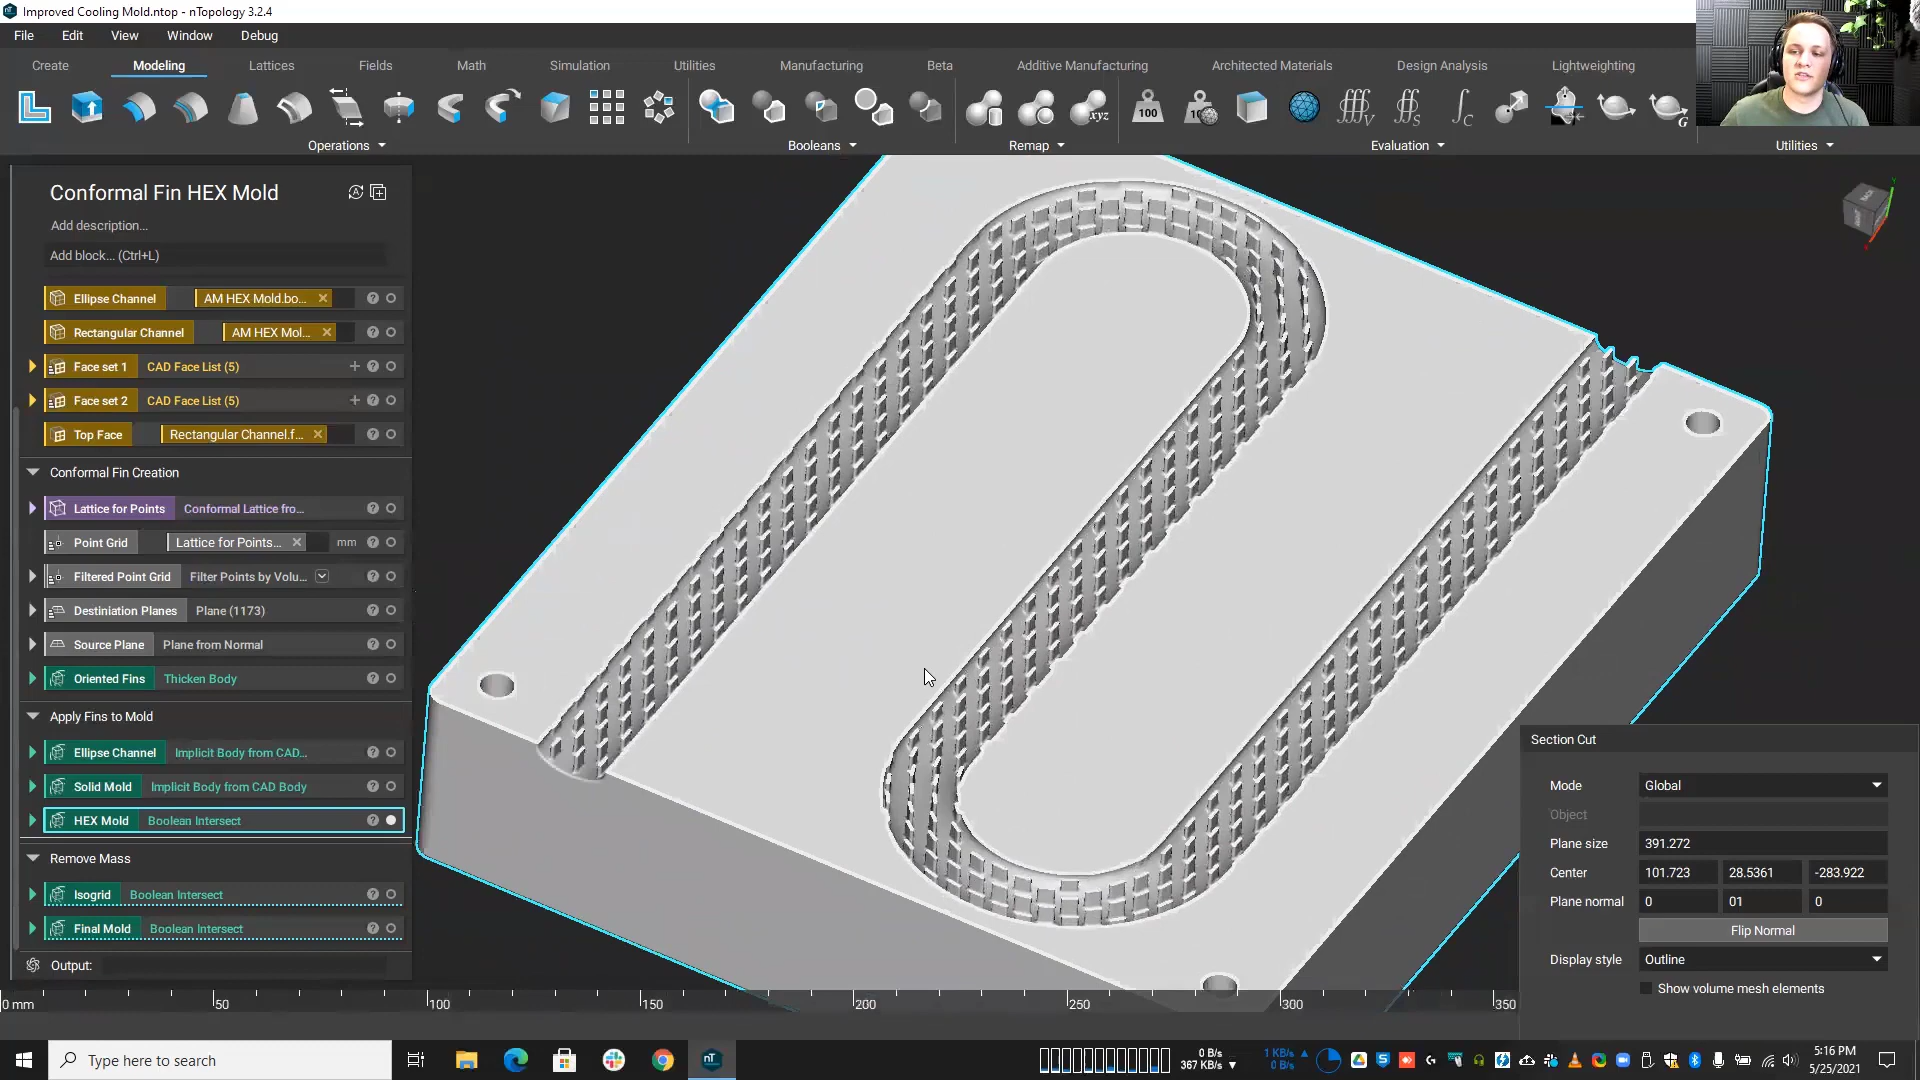 Improved Cooling Mold.ntop - nTopology 3.2.4
File Edit View Window Debug
Create Modeling Lattices Fields Math Simulation Utilities Manufacturing Beta Additive Manufacturing Architected Materials Design Analysis Lightweighting
Operations Booleans Remap Evaluation Utilities
Conformal Fin HEX Mold
Add description...
Add block... (Ctrl+L)
Ellipse Channel AM HEX Mold.bo...
Rectangular Channel AM HEX Mol...
Face set 1 CAD Face List (5)
Face set 2 CAD Face List (5)
Top Face Rectangular Channel.f...
Conformal Fin Creation
Lattice for Points Conformal Lattice fro...
Point Grid Lattice for Points... mm
Filtered Point Grid Filter Points by Volu...
Destiniation Planes Plane (1173)
Source Plane Plane from Normal
Oriented Fins Thicken Body
Apply Fins to Mold
Ellipse Channel Implicit Body from CAD...
Solid Mold Implicit Body from CAD Body
HEX Mold Boolean Intersect
Remove Mass
Isogrid Boolean Intersect
Final Mold Boolean Intersect
Output:
Section Cut
Mode Global
Object
Plane size 391.272
Center 101.723 28.5361 -283.922
Plane normal 0 01 0
Flip Normal
Display style Outline
Show volume mesh elements
0 mm 50 100 150 200 250 300 350
Type here to search
0 B/s
367 KB/s
1 KB/s
0 B/s
5:16 PM
5/25/2021